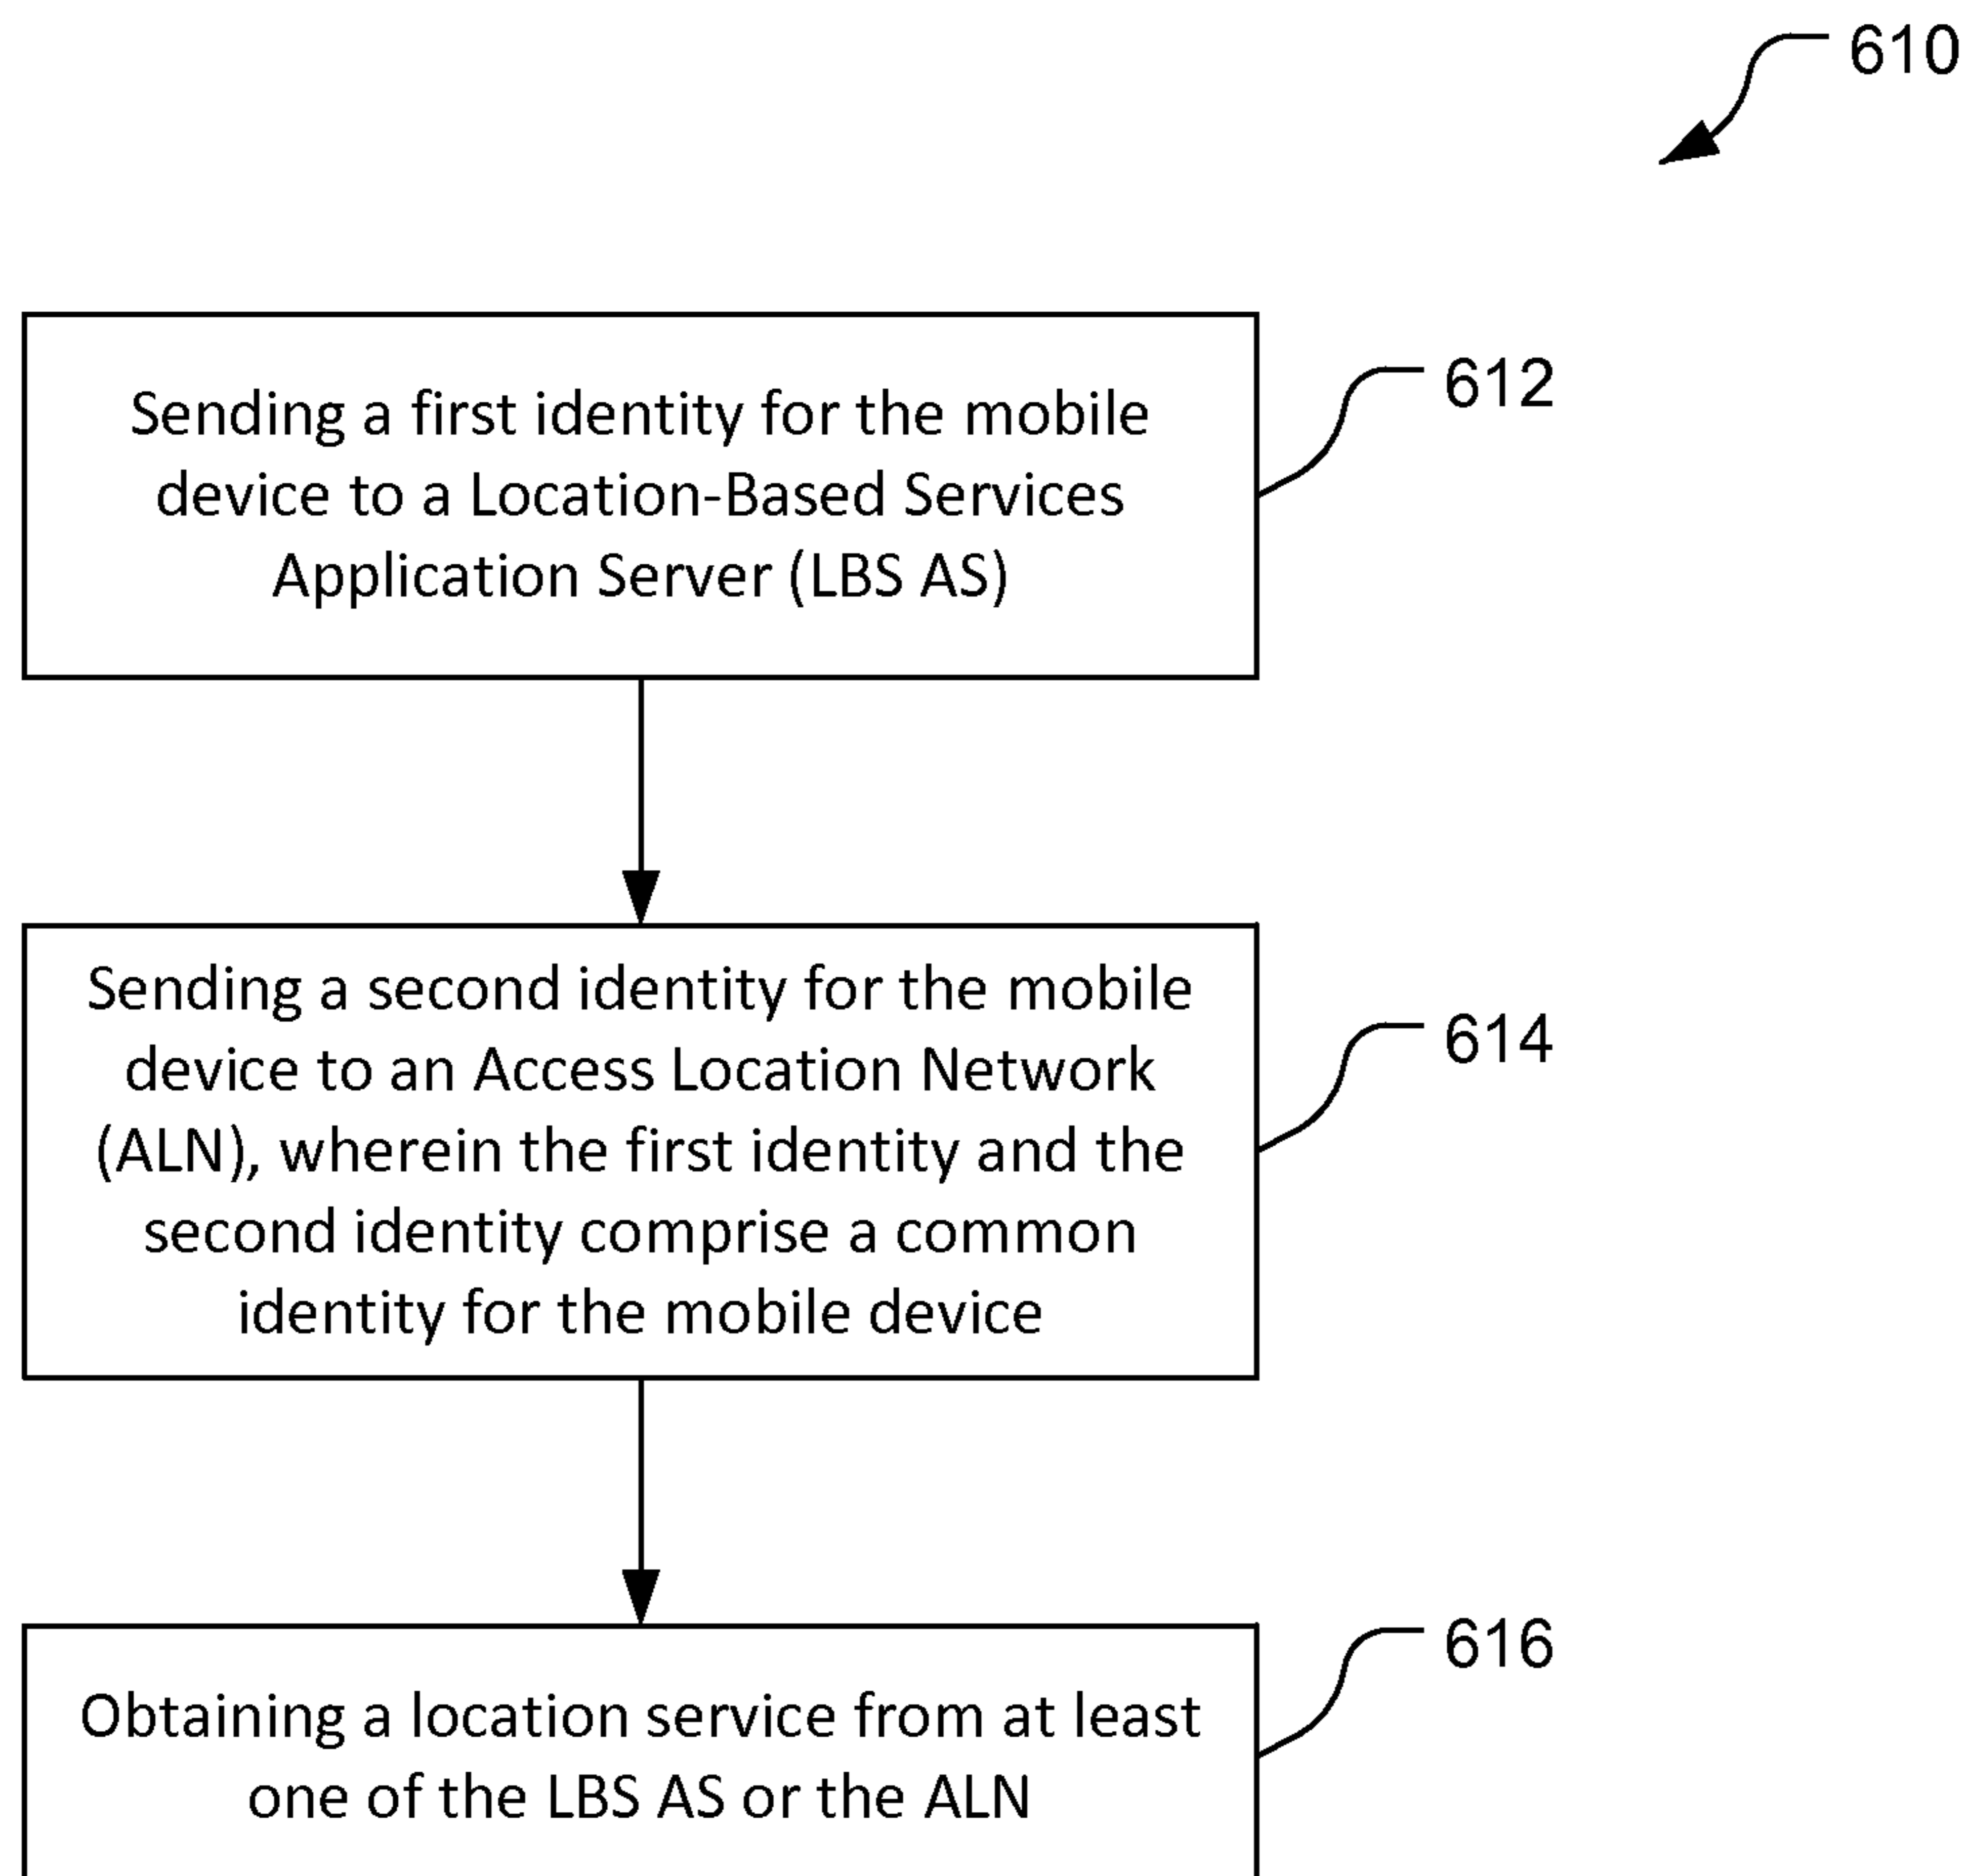 610
Sending a first identity for the mobile
device to a Location-Based Services
Application Server (LBS AS)
612
Sending a second identity for the mobile
device to an Access Location Network
(ALN), wherein the first identity and the
second identity comprise a common
identity for the mobile device
614
Obtaining a location service from at least
one of the LBS AS or the ALN
616